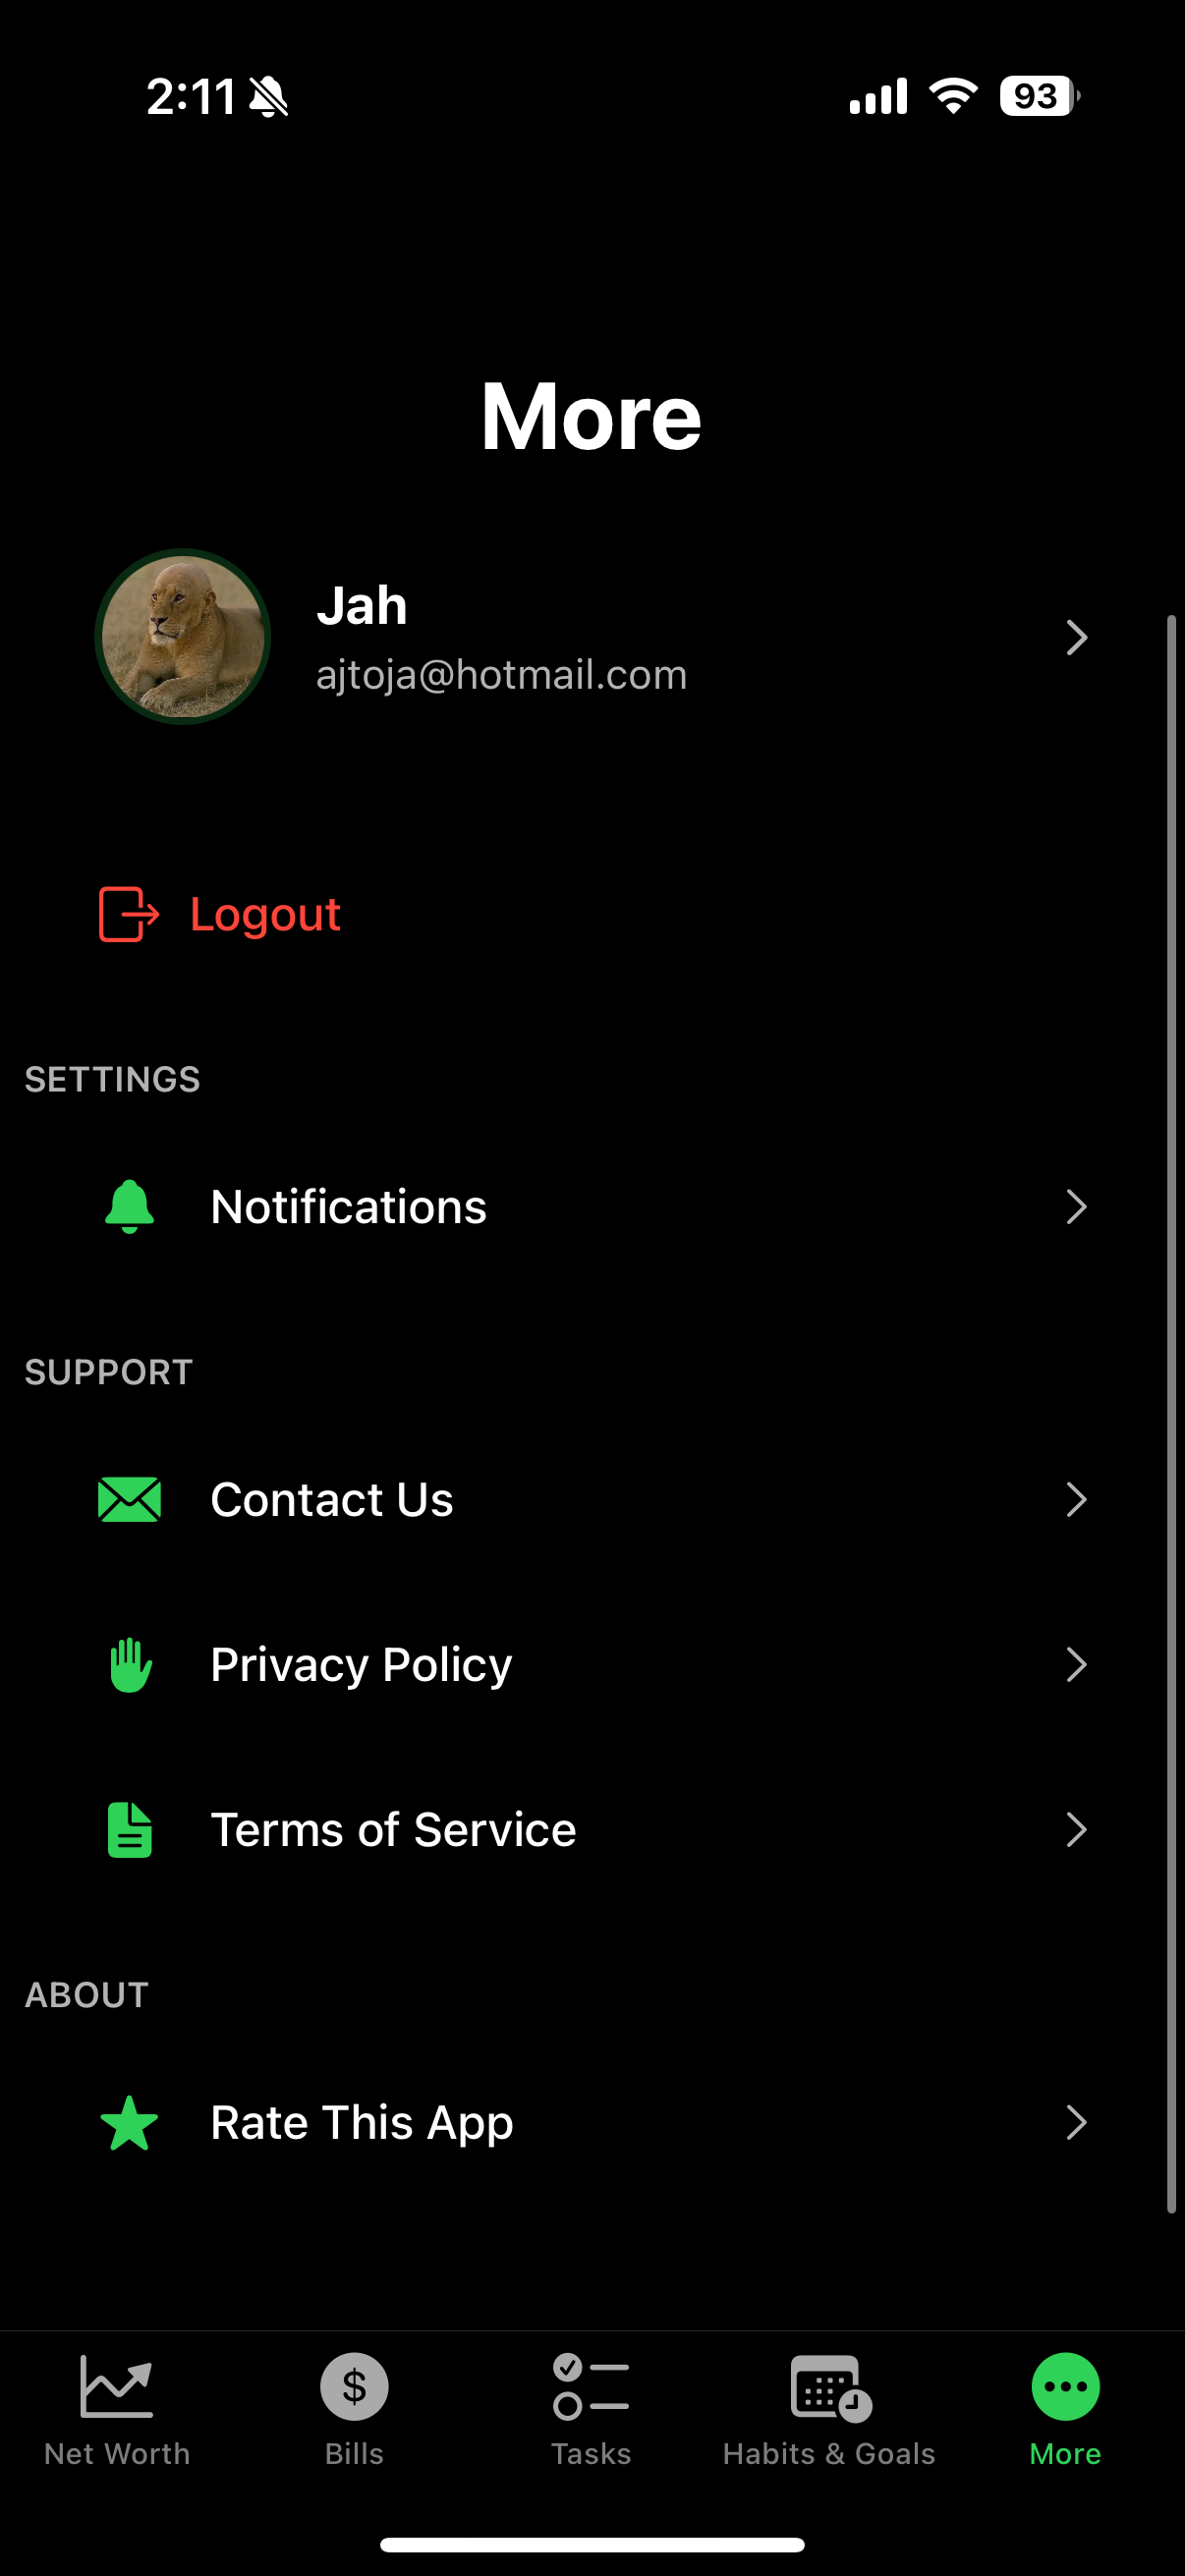 2:11
93
More
Jah
ajtoja@hotmail.com
Logout
SETTINGS
Notifications
SUPPORT
Contact Us
Privacy Policy
Terms of Service
ABOUT
Rate This App
$
Net Worth
Bills
Tasks
Habits & Goals
More